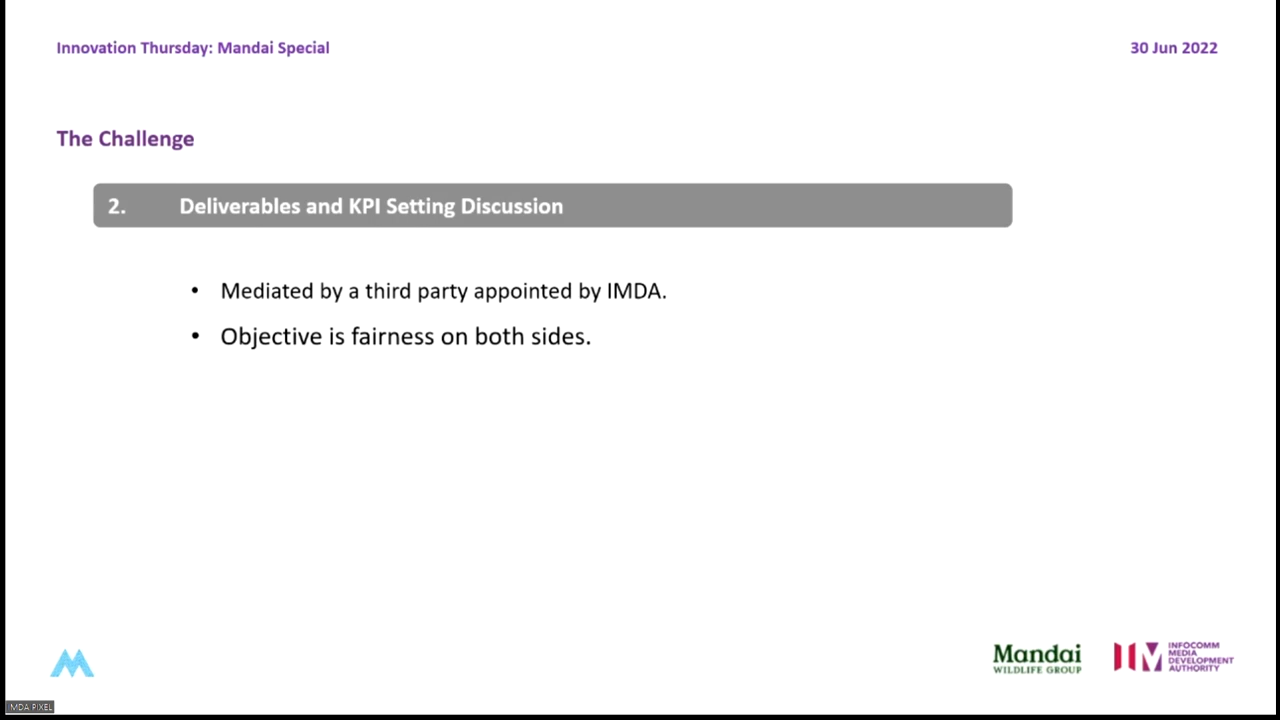 Innovation Thursday: Mandai Special
30 Jun 2022
The Challenge
2. Deliverables and KPI Setting Discussion
• Mediated by a third party appointed by IMDA.
• Objective is fairness on both sides.
Mandai
WILDLIFE GROUP
INFOCOMM
MEDIA
DEVELOPMENT
AUTHORITY
IMDA PIXEL